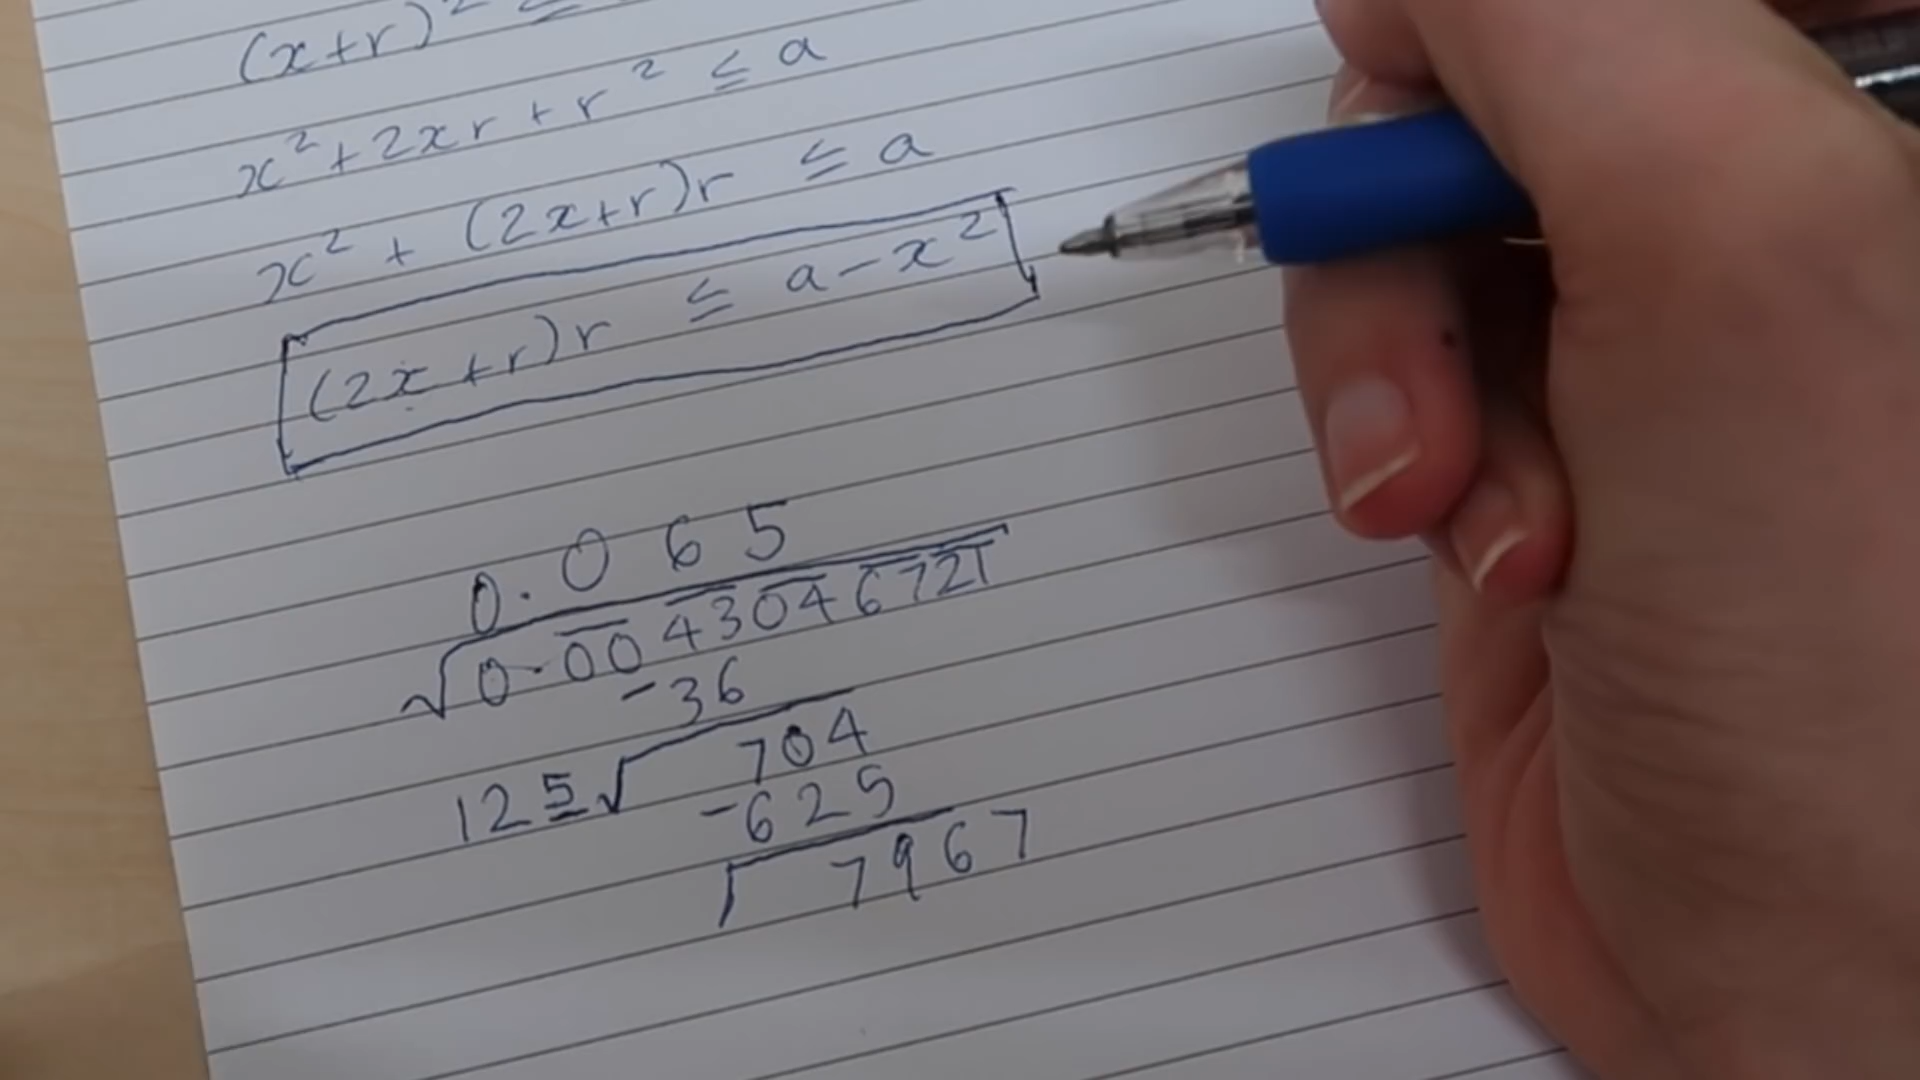 (x+r)² ≤
x²+2xr+r² ≤ a
x² + (2x+r)r ≤ a
(2x+r)r ≤ a-x²
0.065
√0.0043046721
-36
125√704
-625
7967